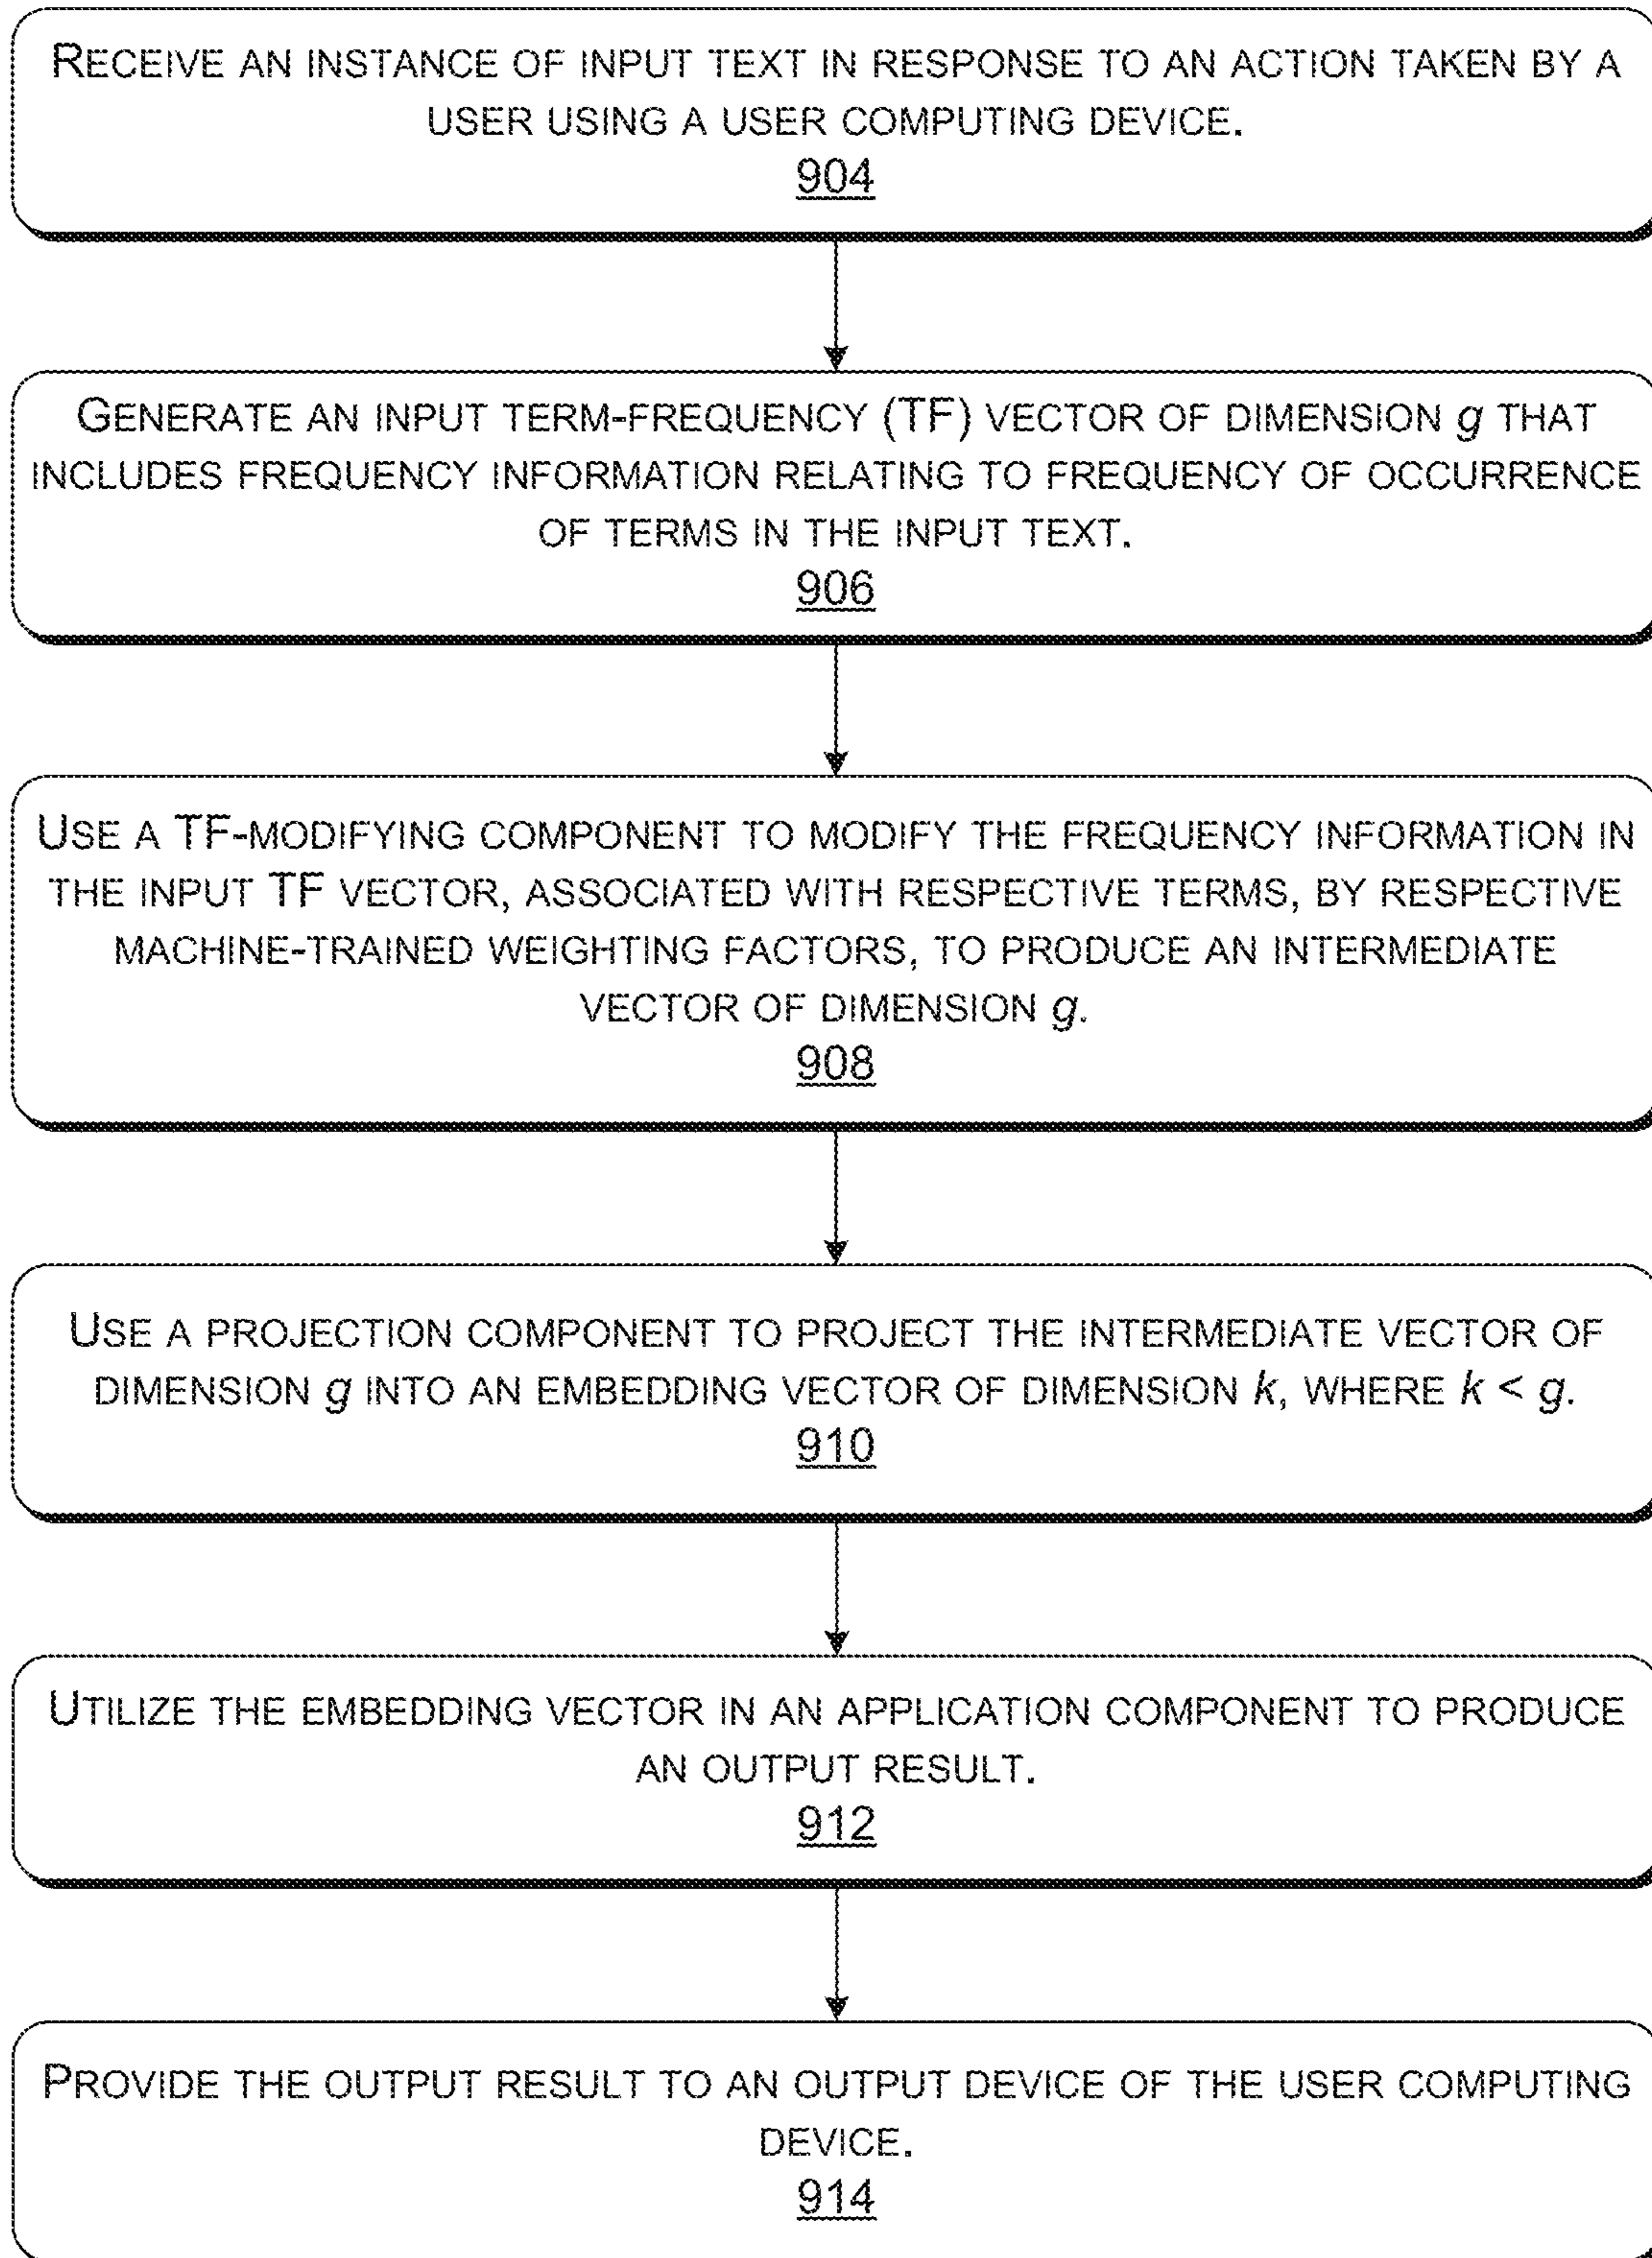 RECEIVE AN INSTANCE OF INPUT TEXT IN RESPONSE TO AN ACTION TAKEN BY A
USER USING A USER COMPUTING DEVICE.
904
GENERATE AN INPUT TERM-FREQUENCY (TF) VECTOR OF DIMENSION g THAT
INCLUDES FREQUENCY INFORMATION RELATING TO FREQUENCY OF OCCURRENCE
OF TERMS IN THE INPUT TEXT.
906
USE A TF-MODIFYING COMPONENT TO MODIFY THE FREQUENCY INFORMATION IN
THE INPUT TF VECTOR, ASSOCIATED WITH RESPECTIVE TERMS, BY RESPECTIVE
MACHINE-TRAINED WEIGHTING FACTORS, TO PRODUCE AN INTERMEDIATE
VECTOR OF DIMENSION g.
908
USE A PROJECTION COMPONENT TO PROJECT THE INTERMEDIATE VECTOR OF
DIMENSION g INTO AN EMBEDDING VECTOR OF DIMENSION k, WHERE k < g.
910
UTILIZE THE EMBEDDING VECTOR IN AN APPLICATION COMPONENT TO PRODUCE
AN OUTPUT RESULT.
912
PROVIDE THE OUTPUT RESULT TO AN OUTPUT DEVICE OF THE USER COMPUTING
DEVICE.
914